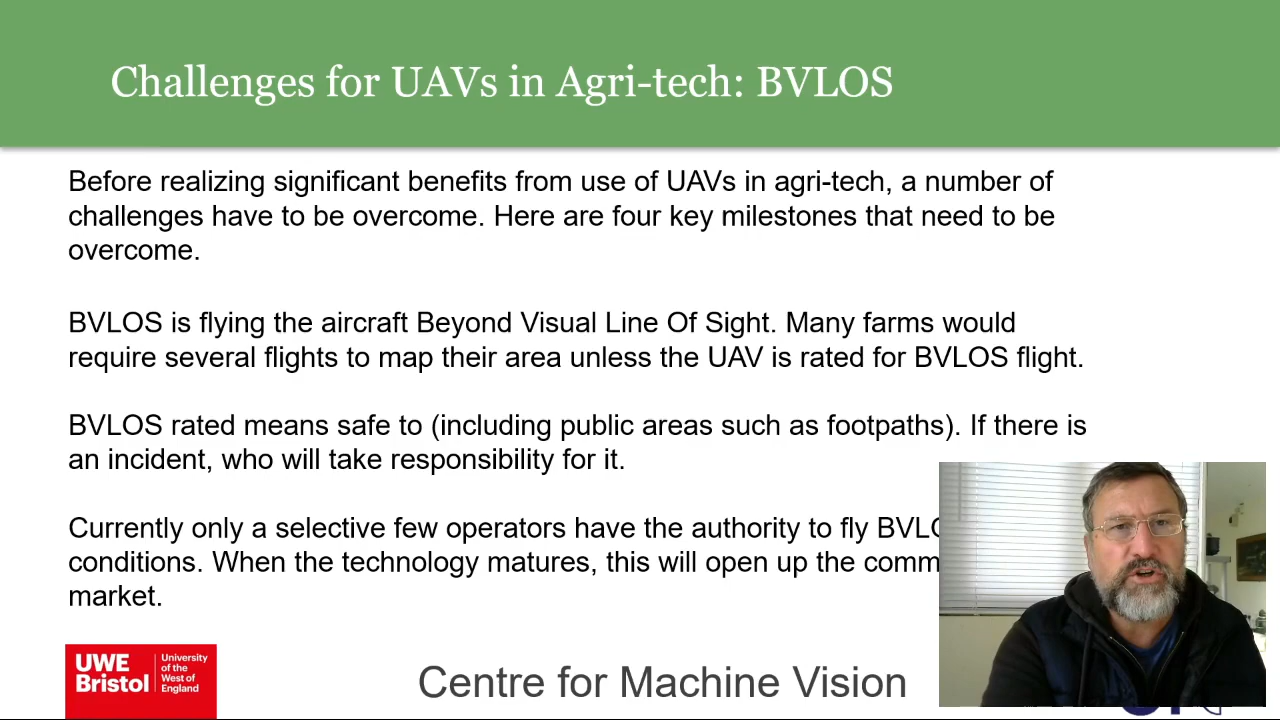 Challenges for UAVs in Agri-tech: BVLOS
Before realizing significant benefits from use of UAVs in agri-tech, a number of
challenges have to be overcome. Here are four key milestones that need to be
overcome.
BVLOS is flying the aircraft Beyond Visual Line Of Sight. Many farms would
require several flights to map their area unless the UAV is rated for BVLOS flight.
BVLOS rated means safe to (including public areas such as footpaths). If there is
an incident, who will take responsibility for it.
Currently only a selective few operators have the authority to fly
conditions. When the technology matures, this will open up the
market.
UWE Bristol
University
of the
West of
England
Centre for Machine Vision